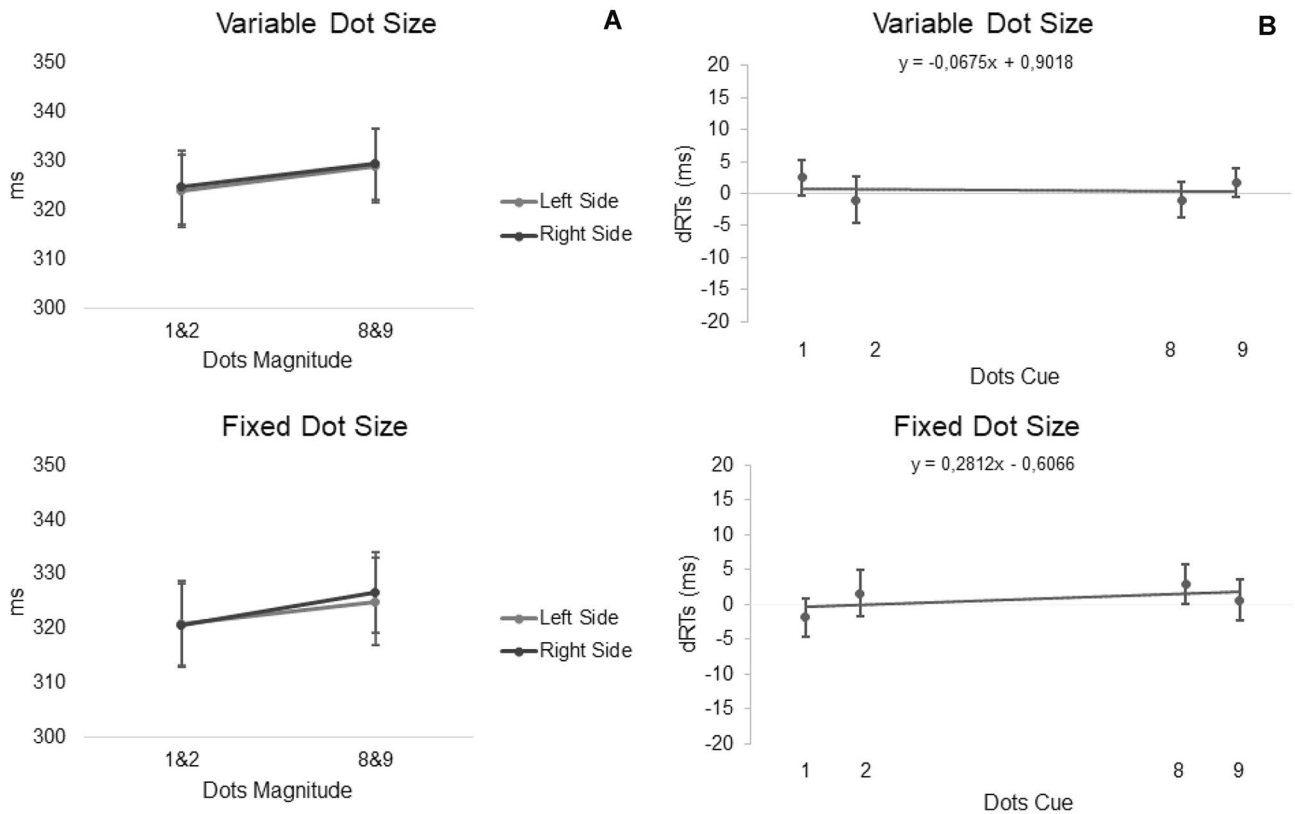 Variable Dot Size
A
350
340
330
320
310
300
ms
1&2
8&9
Dots Magnitude
Left Side
Right Side
Variable Dot Size
B
y = -0,0675x + 0,9018
20
15
10
5
0
-5
-10
-15
-20
dRTs (ms)
1
2
8
9
Dots Cue
Fixed Dot Size
350
340
330
320
310
300
ms
1&2
8&9
Dots Magnitude
Left Side
Right Side
Fixed Dot Size
y = 0,2812x - 0,6066
20
15
10
5
0
-5
-10
-15
-20
dRTs (ms)
1
2
8
9
Dots Cue